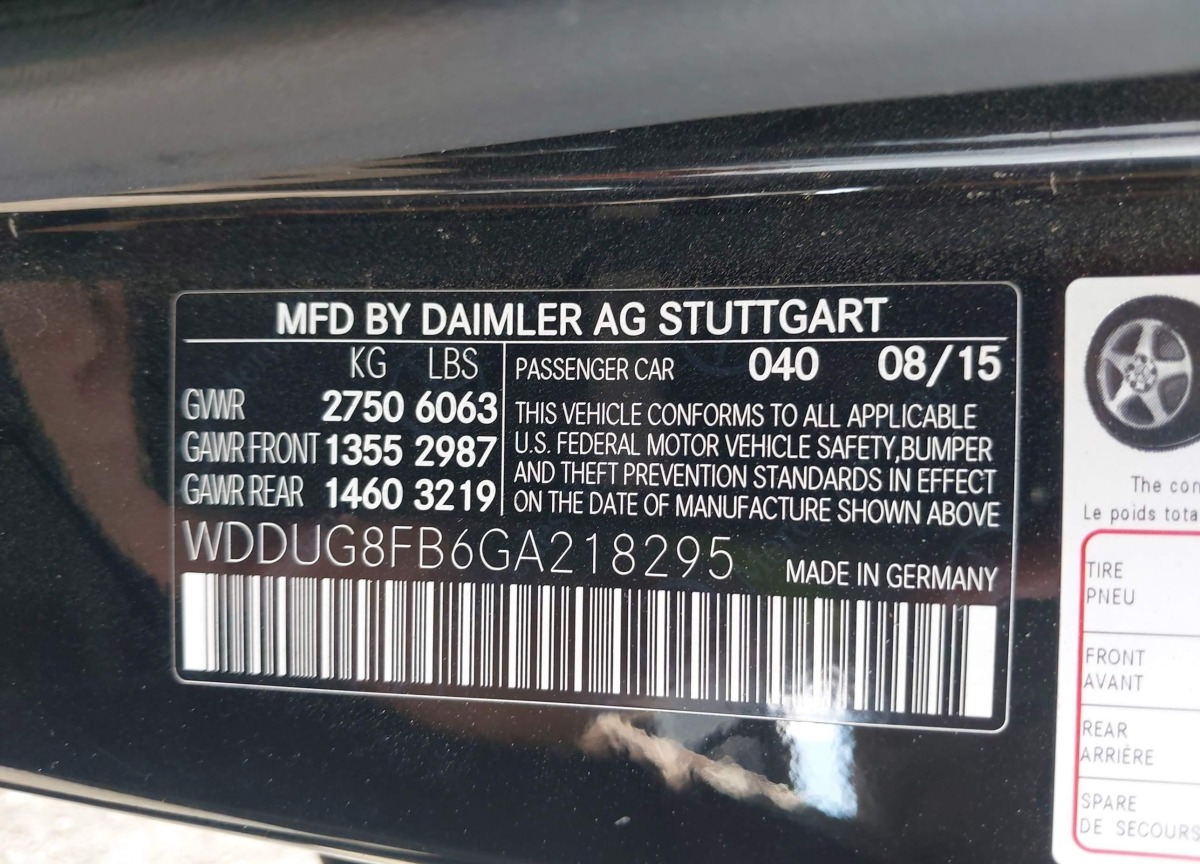 MFD BY DAIMLER AG STUTTGART
KG LBS
GWR 2750 6063
GAWR FRONT 1355 2987
GAWR REAR 1460 3219
PASSENGER CAR 040 08/15
THIS VEHICLE CONFORMS TO ALL APPLICABLE
U.S. FEDERAL MOTOR VEHICLE SAFETY,BUMPER
AND THEFT PREVENTION STANDARDS IN EFFECT
ON THE DATE OF MANUFACTURE SHOWN ABOVE
WDDUG8FB6GA218295
MADE IN GERMANY
The con
Le poids tota
TIRE
PNEU
FRONT
AVANT
REAR
ARRIÈRE
SPARE
DE SECOURS